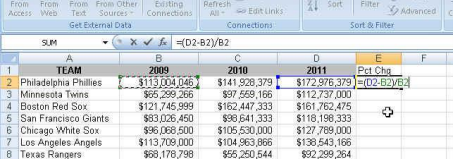 From Access From Web From Text From Other Sources Existing Connections Refresh All Edit Links Sort Filter Advanced
Get External Data Connections Sort & Filter
SUM fx =(D2-B2)/B2
A B C D E F
1 TEAM 2009 2010 2011 Pct Chg
2 Philadelphia Phillies $113,004,046 $141,928,379 $172,976,379 =(D2-B2)/B2
3 Minnesota Twins $65,299,266 $97,559,166 $112,737,000
4 Boston Red Sox $121,745,999 $162,447,333 $161,762,475
5 San Francisco Giants $83,026,450 $98,641,333 $118,198,333
6 Chicago White Sox $96,068,500 $105,530,000 $127,789,000
7 Los Angeles Angels $113,709,000 $104,963,866 $138,543,166
8 Texas Rangers $68,178,798 $55,250,544 $92,299,264